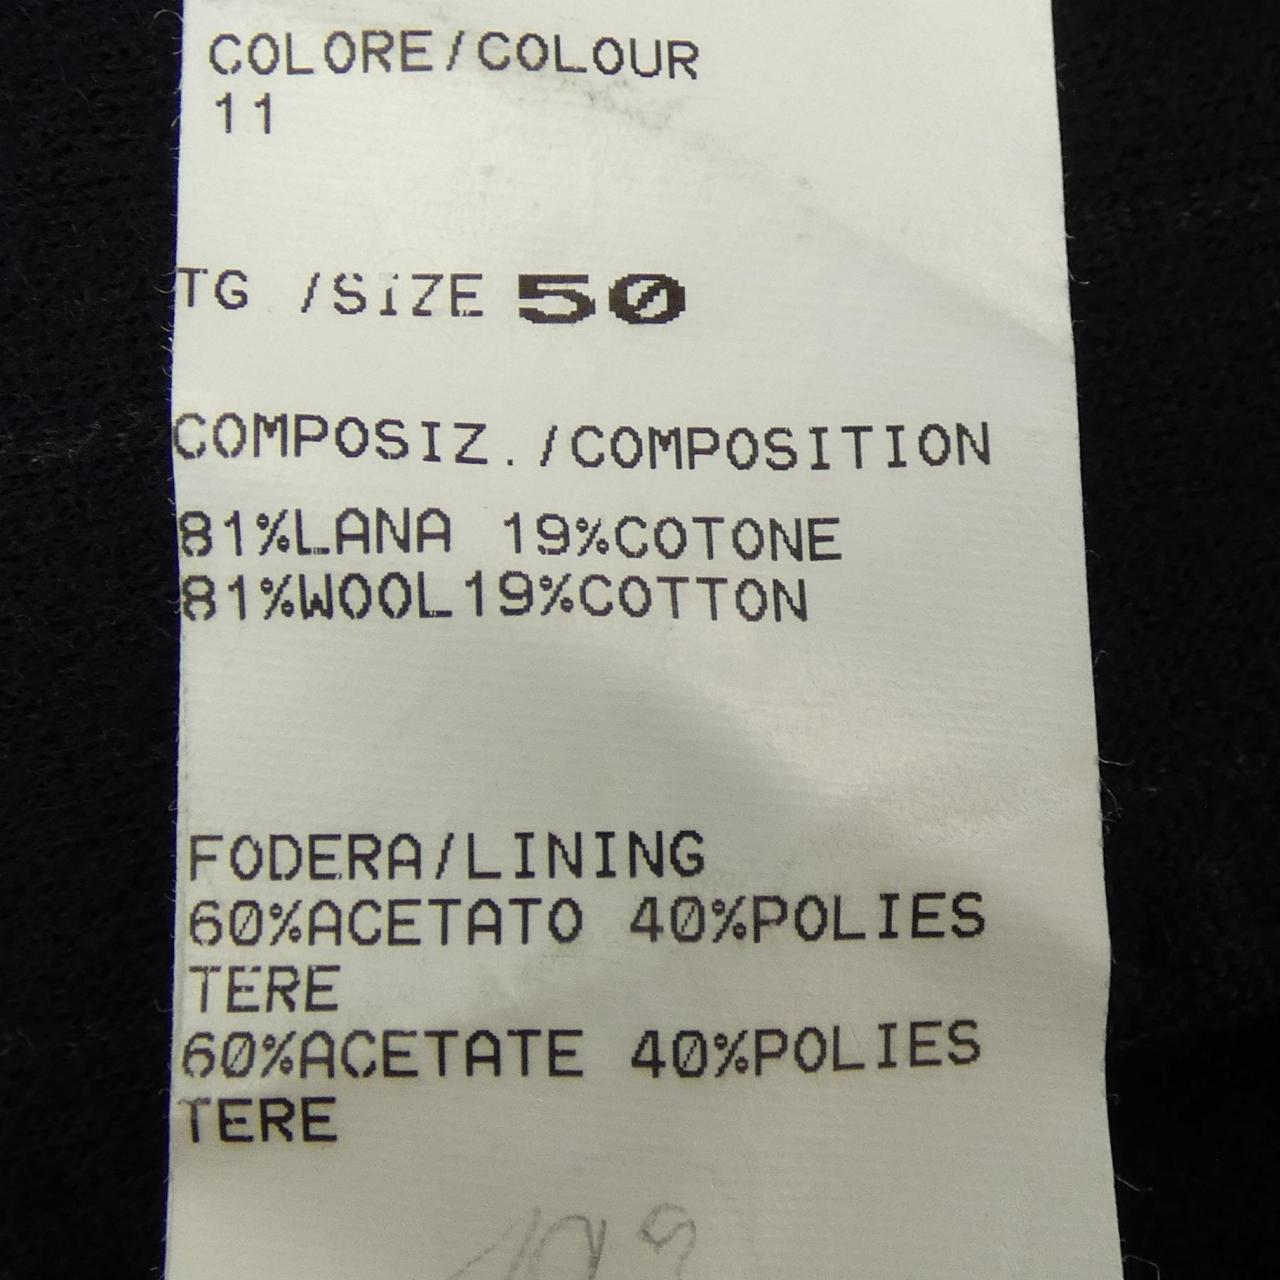 COLORE/COLOUR
11
TG /SIZE 50
COMPOSIZ./COMPOSITION
81%LANA 19%COTONE
81%WOOL19%COTTON
FODERA/LINING
60%ACETATO 40%POLIES
TERE
60%ACETATE 40%POLIES
TERE